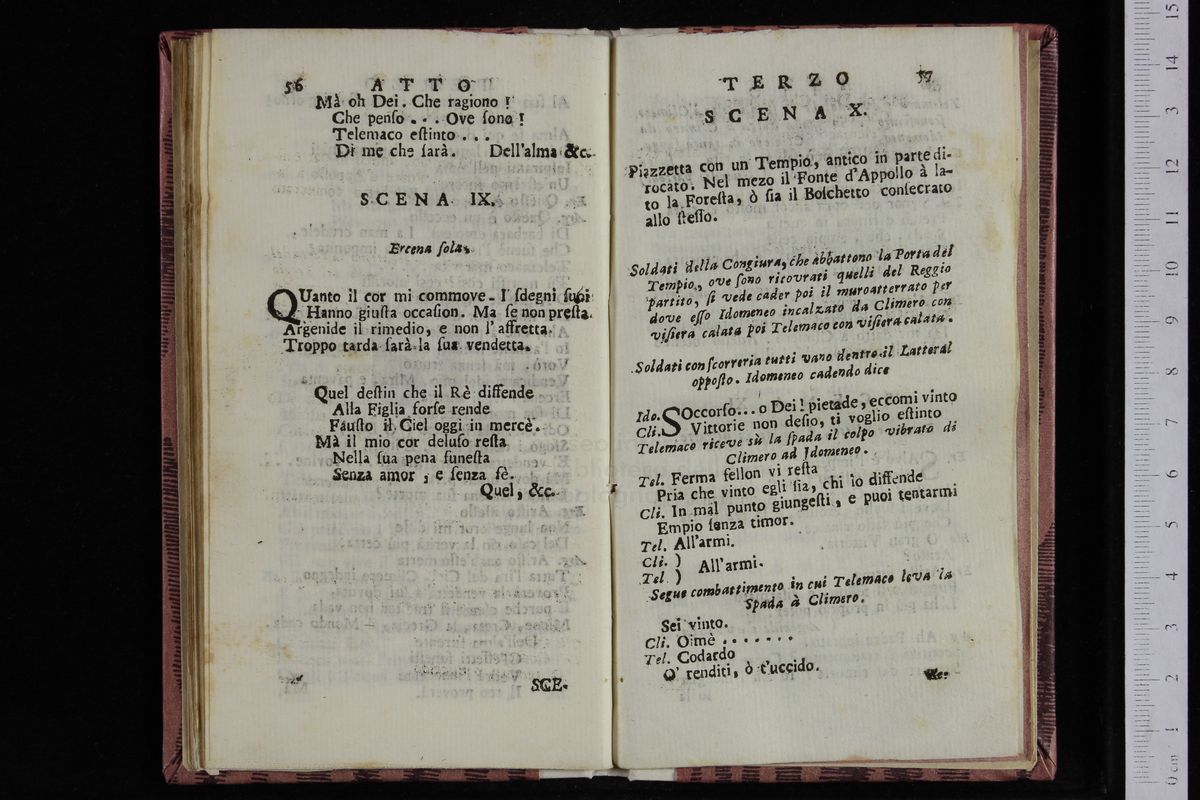 56 ATTO
Mà oh Dei. Che ragiono!
Che penſo... Ove ſono!
Telemaco eſtinto...
Di me che ſarà. Dell'alma &c.
SCENA IX.
Ercena ſola.
QUanto il cor mi commove. I ſdegni ſuoi
Hanno giuſta occaſion. Ma ſe non preſta.
Argenide il rimedio, e non l'affretta.
Troppo tarda ſarà la ſua vendetta.
Quel deſtin che il Rè diffende
Alla Figlia forſe rende
Fauſto il Ciel oggi in mercè.
Mà il mio cor deluſo reſta
Nella ſua pena funeſta
Senza amor, e ſenza fè.
Quel, &c.
SCE-
TERZO 57
SCENA X.
Piazzetta con un Tempio, antico in parte di-
rocato. Nel mezo il Fonte d'Appollo à la-
to la Foreſta, ò ſia il Boſchetto conſecrato
allo ſteſſo.
Soldati della Congiura, che abbattono la Porta del
Tempio, ove ſono ricovrati quelli del Reggio
partito, ſi vede cader poi il muro atterrato per
dove eſſo Idomeneo incalzato da Climero con
viſiera calata poi Telemaco con viſiera calata.
Soldati con ſcorreria tutti vano dentro il Latteral
oppoſto. Idomeneo cadendo dice
Ido. SOccorſo... o Dei! pietade, eccomi vinto
Cli. Vittorie non deſio, ti voglio eſtinto
Telemaco riceve sù la ſpada il colpo vibrato di
Climero ad Idomeneo.
Tel. Ferma fellon vi reſta
Pria che vinto egli ſia, chi lo diffende
Cli. In mal punto giungeſti, e puoi tentarmi
Empio ſenza timor.
Tel. All'armi.
Cli. )
Tel. ) All'armi.
Segue combattimento in cui Telemaco leva la
Spada à Climero.
Sei vinto.
Cli. Oimè .......
Tel. Codardo
O' renditi, ò t'uccido.